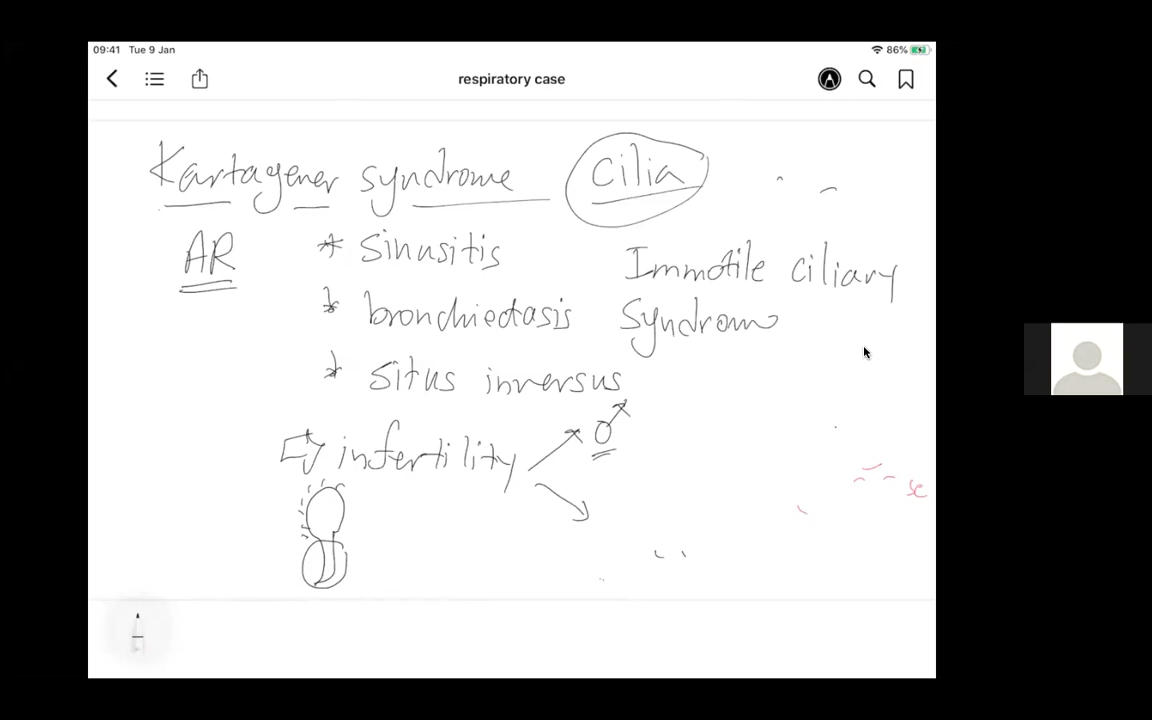 09:41 Tue 9 Jan 86%
respiratory case
Kartagener syndrome cilia
AR * Sinusitis Immotile ciliary
* bronchiectasis Syndrome
* Situs inversus
⇨ infertility ♂